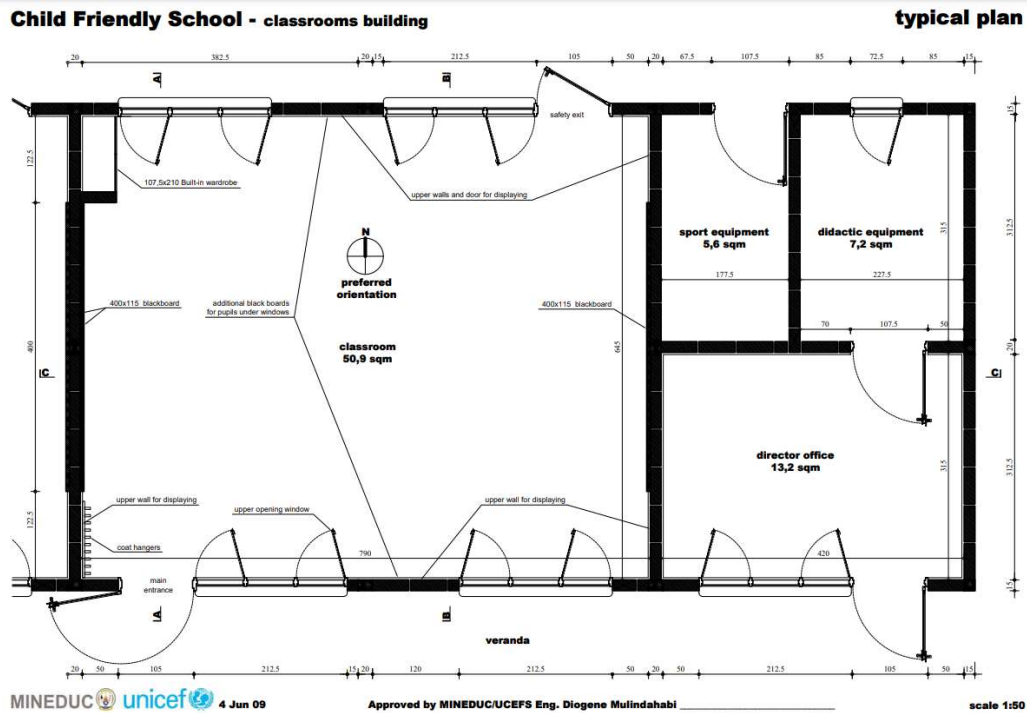 Child Friendly School - classrooms building
typical plan
20 382.5 20 15 212.5 105 50 20 67.5 107.5 85 72.5 85 15
A
B
safety exit
15
122.5
107,5x210 Built-in wardrobe
upper walls and door for displaying
N
preferred
orientation
sport equipment
5,6 sqm
didactic equipment
7,2 sqm
315
312.5
177.5
227.5
400x115 blackboard
additional black boards
for pupils under windows
400x115 blackboard
70 107.5 50
400
classroom
50,9 sqm
645
20
C
C
director office
13,2 sqm
315
312.5
upper wall for displaying
upper wall for displaying
122.5
upper opening window
coat hangers
790
420
main
entrance
15
A
B
veranda
20 50 105 212.5 15 20 120 212.5 50 20 50 212.5 105 50 15
MINEDUC unicef 4 Jun 09
Approved by MINEDUC/UCEFS Eng. Diogene Mulindahabi
scale 1:50